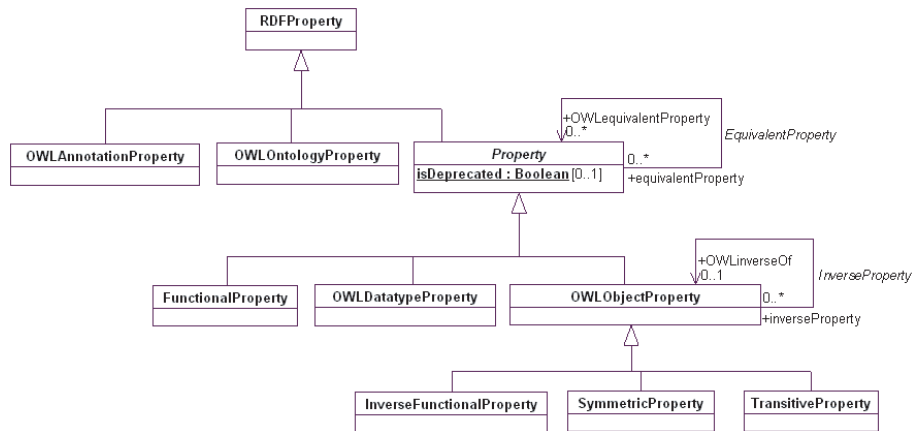 RDFProperty
+OWLequivalentProperty
0..*
EquivalentProperty
OWLAnnotationProperty
OWLOntologyProperty
Property
0..*
isDeprecated : Boolean[0..1]
+equivalentProperty
+OWLinverseOf
0..1
InverseProperty
FunctionalProperty
OWLDatatypeProperty
OWLObjectProperty
0..*
+inverseProperty
InverseFunctionalProperty
SymmetricProperty
TransitiveProperty